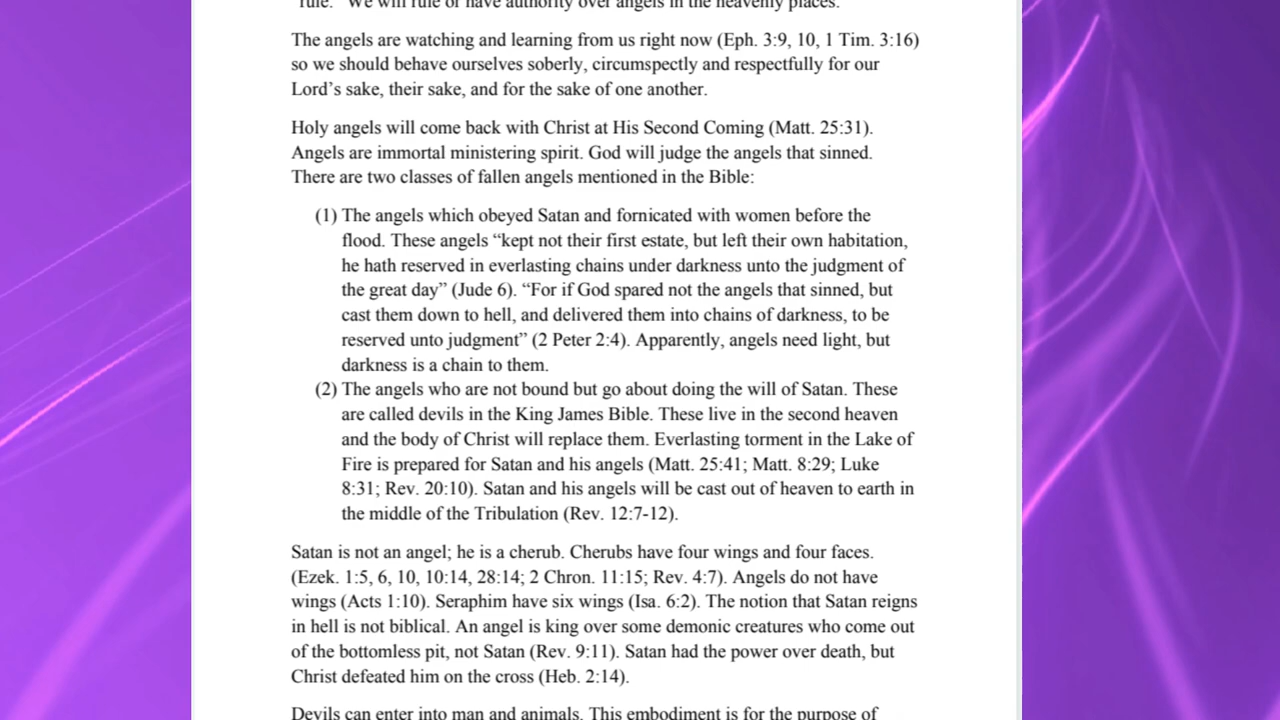 "rule." We will rule or have authority over angels in the heavenly places.
The angels are watching and learning from us right now (Eph. 3:9, 10, 1 Tim. 3:16)
so we should behave ourselves soberly, circumspectly and respectfully for our
Lord's sake, their sake, and for the sake of one another.
Holy angels will come back with Christ at His Second Coming (Matt. 25:31).
Angels are immortal ministering spirit. God will judge the angels that sinned.
There are two classes of fallen angels mentioned in the Bible:
(1) The angels which obeyed Satan and fornicated with women before the
flood. These angels “kept not their first estate, but left their own habitation,
he hath reserved in everlasting chains under darkness unto the judgment of
the great day” (Jude 6). “For if God spared not the angels that sinned, but
cast them down to hell, and delivered them into chains of darkness, to be
reserved unto judgment” (2 Peter 2:4). Apparently, angels need light, but
darkness is a chain to them.
(2) The angels who are not bound but go about doing the will of Satan. These
are called devils in the King James Bible. These live in the second heaven
and the body of Christ will replace them. Everlasting torment in the Lake of
Fire is prepared for Satan and his angels (Matt. 25:41; Matt. 8:29; Luke
8:31; Rev. 20:10). Satan and his angels will be cast out of heaven to earth in
the middle of the Tribulation (Rev. 12:7-12).
Satan is not an angel; he is a cherub. Cherubs have four wings and four faces.
(Ezek. 1:5, 6, 10, 10:14, 28:14; 2 Chron. 11:15; Rev. 4:7). Angels do not have
wings (Acts 1:10). Seraphim have six wings (Isa. 6:2). The notion that Satan reigns
in hell is not biblical. An angel is king over some demonic creatures who come out
of the bottomless pit, not Satan (Rev. 9:11). Satan had the power over death, but
Christ defeated him on the cross (Heb. 2:14).
Devils can enter into man and animals. This embodiment is for the purpose of